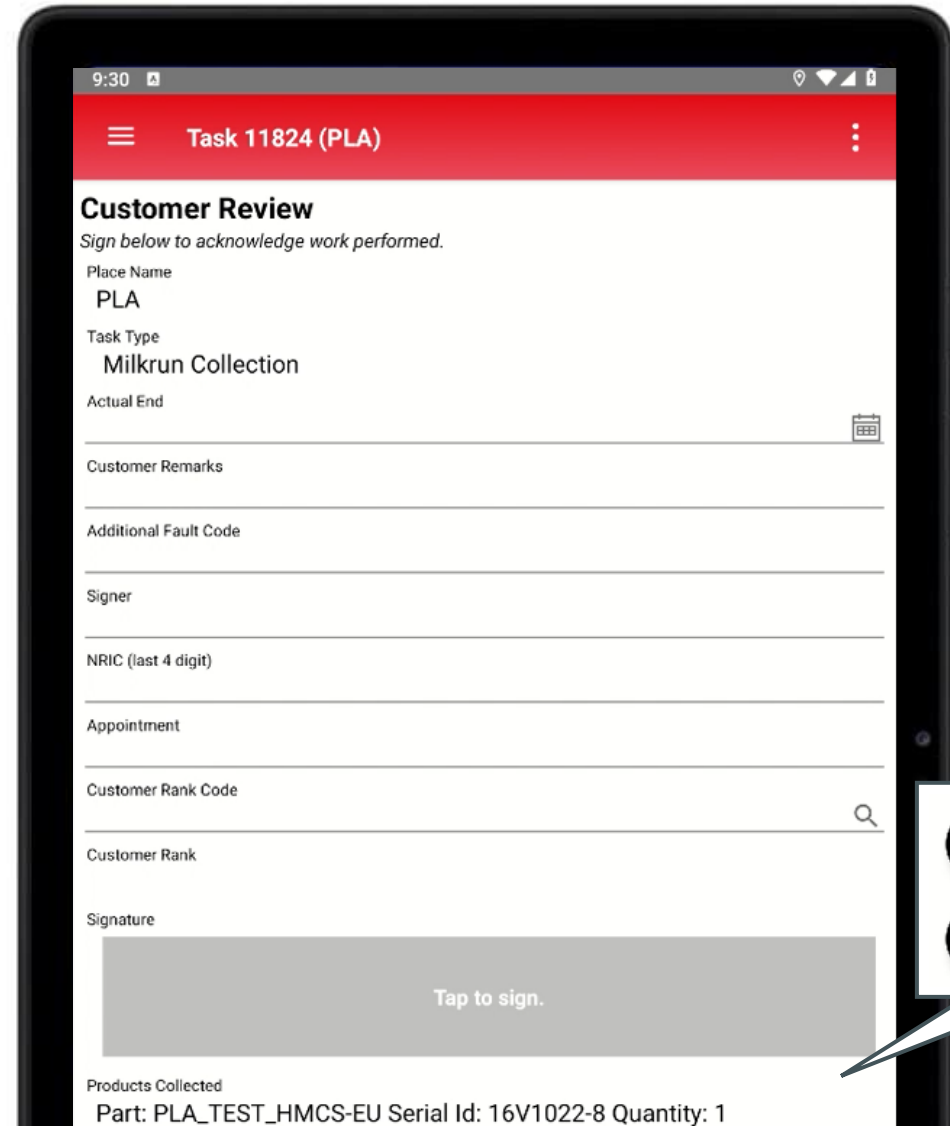 9:30
Task 11824 (PLA)
Customer Review
Sign below to acknowledge work performed.
Place Name
PLA
Task Type
Milkrun Collection
Actual End
Customer Remarks
Additional Fault Code
Signer
NRIC (last 4 digit)
Appointment
Customer Rank Code
Customer Rank
Signature
Tap to sign.
Products Collected
Part: PLA_TEST_HMCS-EU Serial Id: 16V1022-8 Quantity: 1